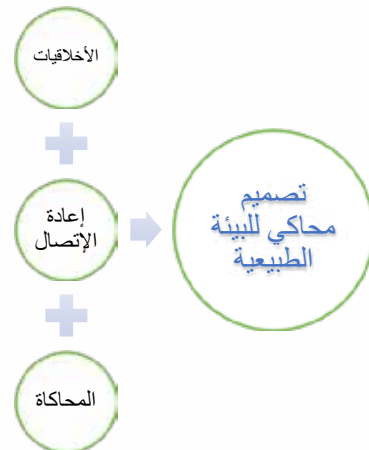 الأخلاقيات
إعادة
الإتصال
المحاكاة
تصميم
محاكي للبيئة
الطبيعية